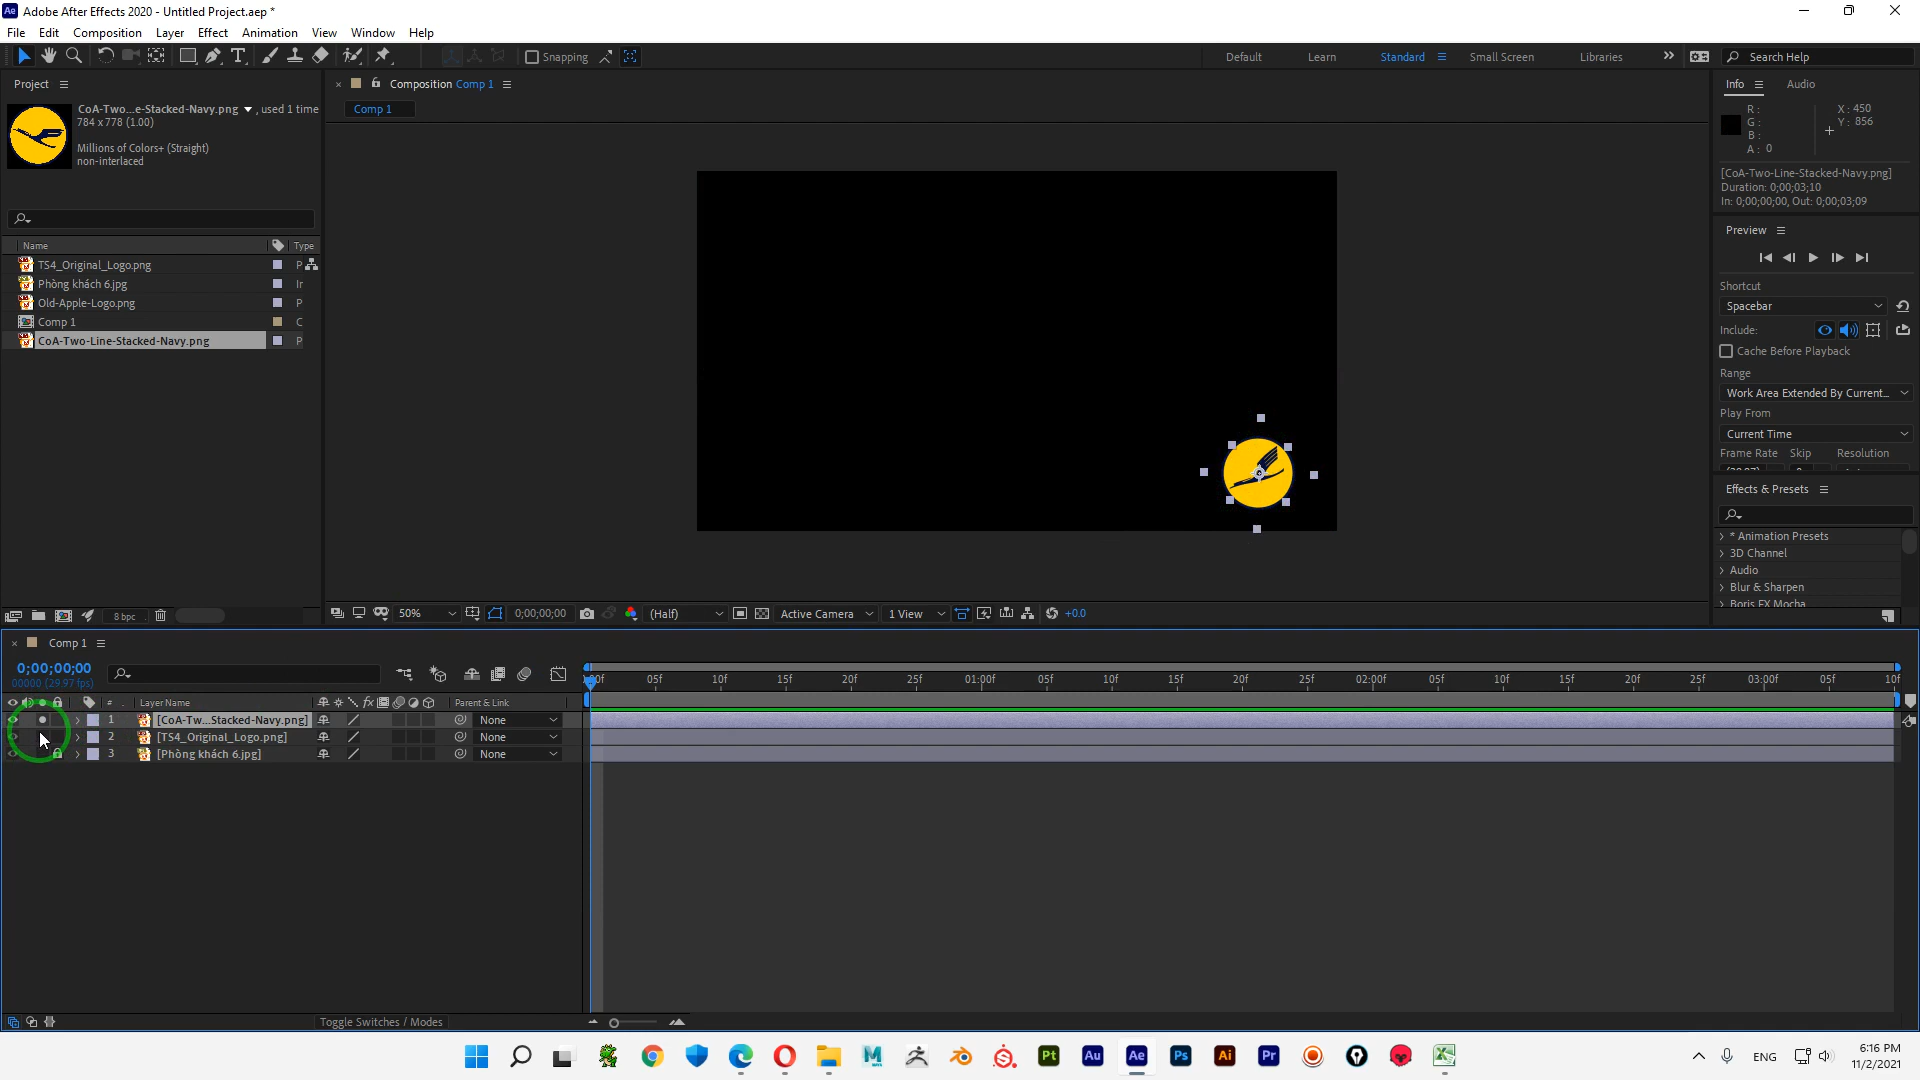 Adobe After Effects 2020 - Untitled Project.aep *
File Edit Composition Layer Effect Animation View Window Help
Snapping
Default Learn Standard Small Screen Libraries
Search Help
Project
CoA-Two...e-Stacked-Navy.png , used 1 time
784 x 778 (1.00)
Millions of Colors+ (Straight)
non-interlaced
Name Type
TS4_Original_Logo.png P
Phòng khách 6.jpg Ir
Old-Apple-Logo.png P
Comp 1 C
CoA-Two-Line-Stacked-Navy.png P
8 bpc
Composition Comp 1
Comp 1
50% 0;00;00;00 (Half) Active Camera 1 View +0.0
Info Audio
R : X : 450
G : Y : 856
B :
A : 0
[CoA-Two-Line-Stacked-Navy.png]
Duration: 0;00;03;10
In: 0;00;00;00, Out: 0;00;03;09
Preview
Shortcut
Spacebar
Include:
Cache Before Playback
Range
Work Area Extended By Current...
Play From
Current Time
Frame Rate Skip Resolution
Effects & Presets
* Animation Presets
3D Channel
Audio
Blur & Sharpen
Boris FX Mocha
Comp 1
0;00;00;00
00000 (29.97 fps)
:00f 05f 10f 15f 20f 25f 01:00f 05f 10f 15f 20f 25f 02:00f 05f 10f 15f 20f 25f 03:00f 05f 10f
# Layer Name fx Parent & Link
1 [CoA-Tw...Stacked-Navy.png] None
2 [TS4_Original_Logo.png] None
3 [Phòng khách 6.jpg] None
Toggle Switches / Modes
Pt Au Ae Ps Ai Pr
ENG
6:16 PM
11/2/2021